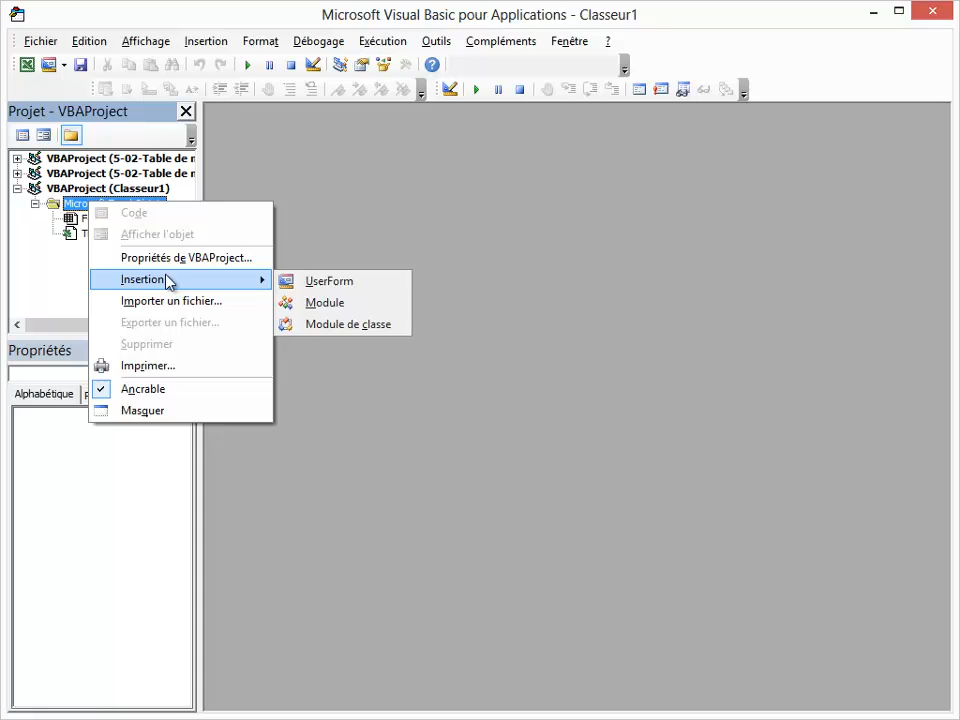 Microsoft Visual Basic pour Applications - Classeur1
Fichier Edition Affichage Insertion Format Débogage Exécution Outils Compléments Fenêtre ?
Projet - VBAProject
VBAProject (5-02-Table de
VBAProject (5-02-Table de
VBAProject (Classeur1)
Code
Afficher l'objet
Propriétés de VBAProject...
Insertion
UserForm
Importer un fichier...
Module
Exporter un fichier...
Module de classe
Supprimer
Propriétés
Imprimer...
Alphabétique
Ancrable
Masquer